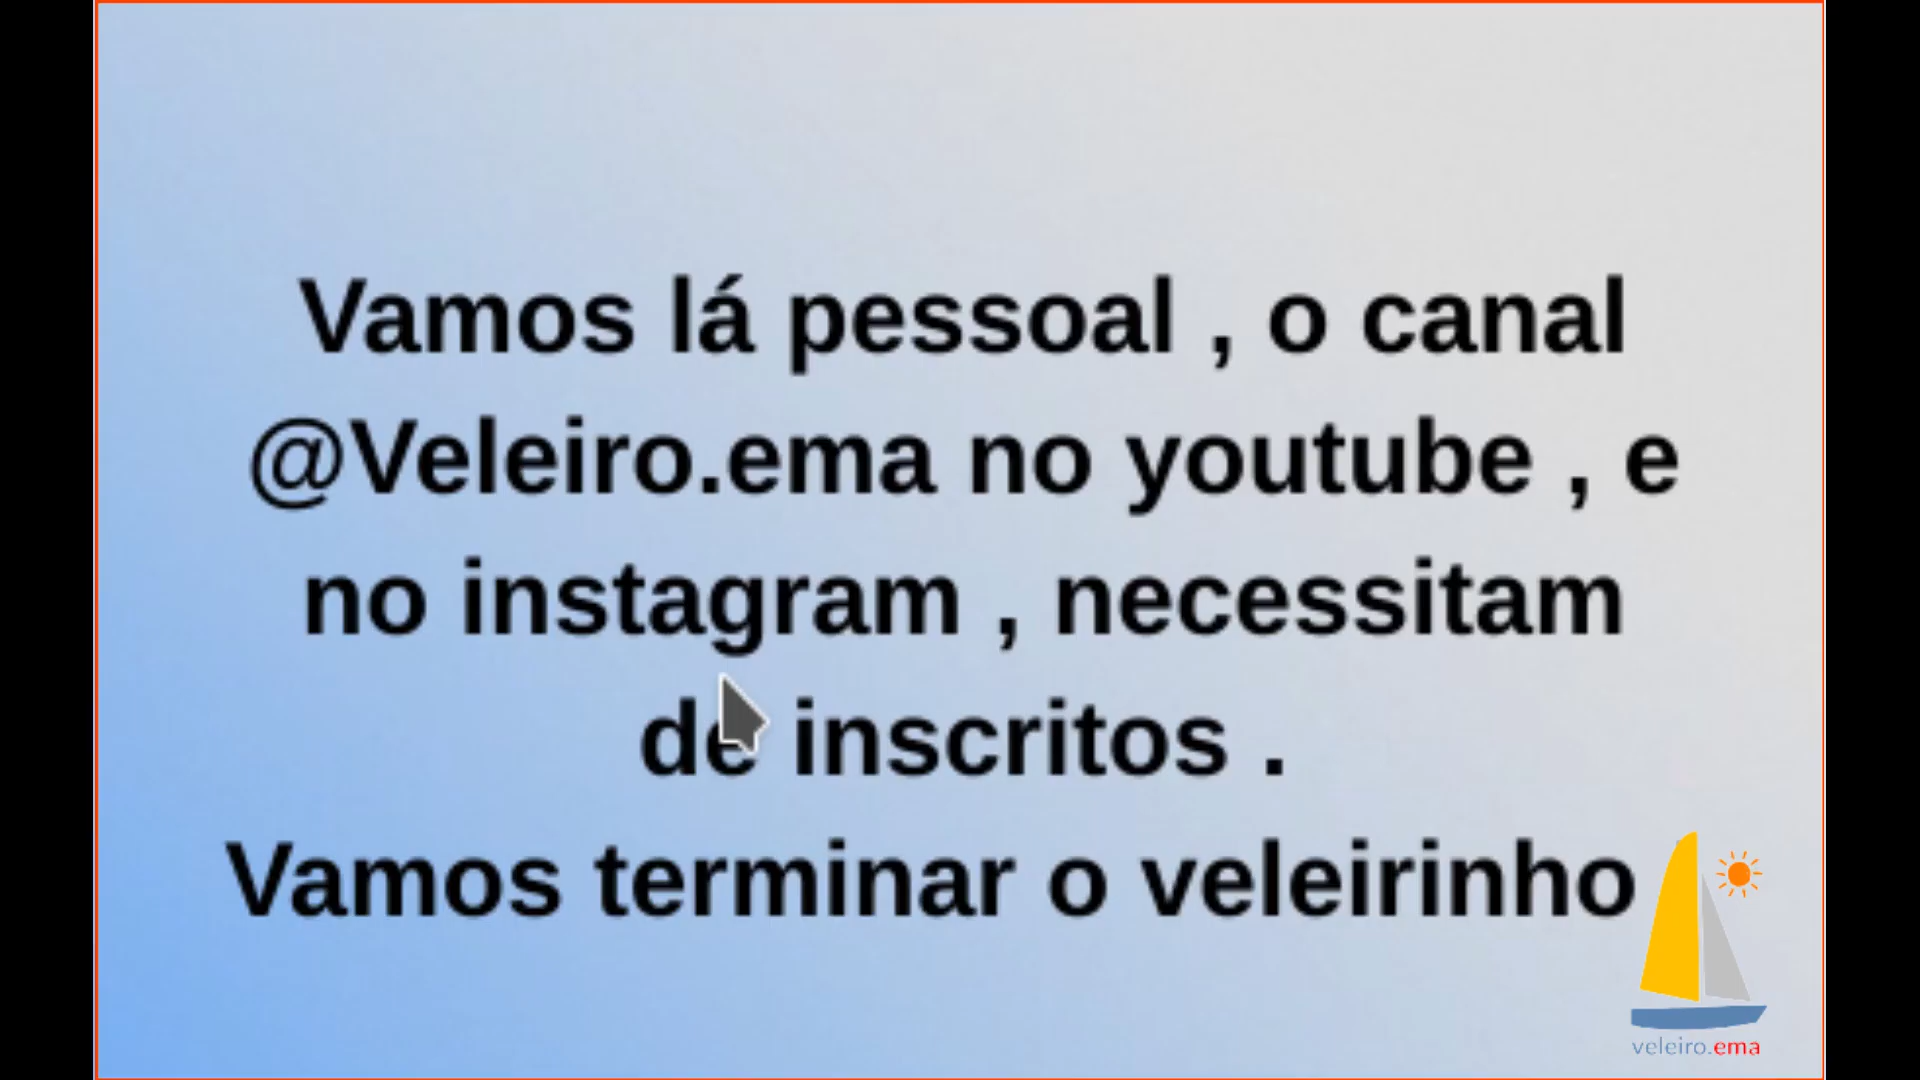 Vamos lá pessoal , o canal
@Veleiro.ema no youtube , e
no instagram , necessitam
de inscritos .
Vamos terminar o veleirinho
veleiro.ema